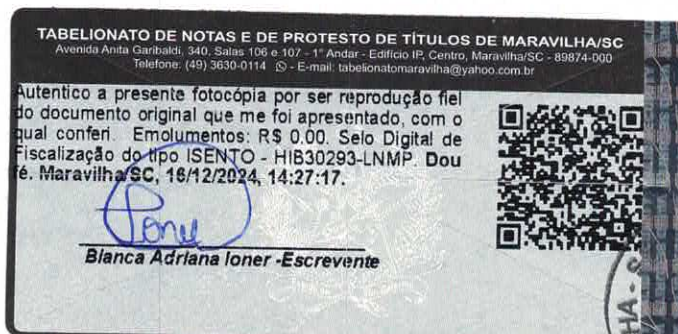 TABELIONATO DE NOTAS E DE PROTESTO DE TÍTULOS DE MARAVILHA/SC
Avenida Anita Garibaldi, 340, Salas 106 e 107 - 1° Andar - Edifício IP, Centro, Maravilha/SC - 89874-000
Telefone: (49) 3630-0114 - E-mail: tabelionatomaravilha@yahoo.com.br
Autentico a presente fotocópia por ser reprodução fiel
do documento original que me foi apresentado, com o
qual conferi. Emolumentos: R$ 0.00. Selo Digital de
Fiscalização do tipo ISENTO - HIB30293-LNMP. Dou
fé. Maravilha/SC, 16/12/2024, 14:27:17.
Ioner
Bianca Adriana Ioner -Escrevente
HA - S